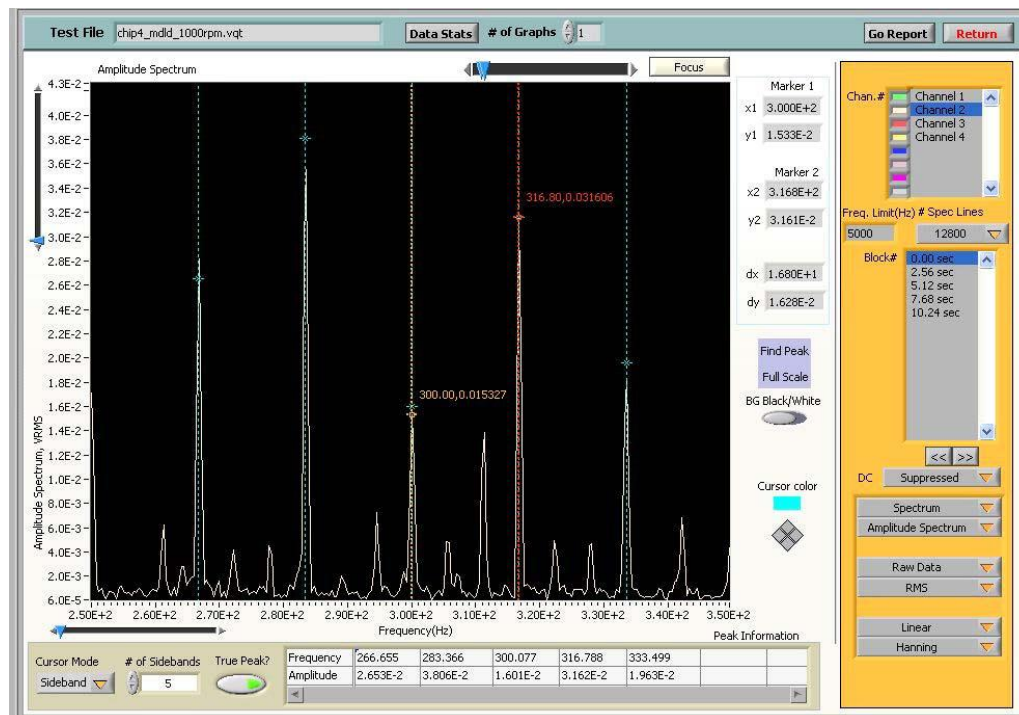 Test File chip4_mdld_1000rpm.vqt Data Stats # of Graphs 1 Go Report Return
Amplitude Spectrum Focus
4.3E-2
4.0E-2
3.8E-2
3.6E-2
3.4E-2
3.2E-2
3.0E-2
2.8E-2
2.6E-2
2.4E-2
2.2E-2
2.0E-2
1.8E-2
1.6E-2
1.4E-2
1.2E-2
1.0E-2
8.0E-3
6.0E-3
4.0E-3
2.0E-3
6.0E-5
Amplitude Spectrum, VRMS
316.80,0.031606
300.00,0.015327
2.50E+2 2.60E+2 2.70E+2 2.80E+2 2.90E+2 3.00E+2 3.10E+2 3.20E+2 3.30E+2 3.40E+2 3.50E+2
Frequency(Hz)
Marker 1
x1 3.000E+2
y1 1.533E-2
Marker 2
x2 3.168E+2
y2 3.161E-2
dx 1.680E+1
dy 1.628E-2
Find Peak
Full Scale
BG Black/White
Cursor color
Chan.#
Channel 1
Channel 2
Channel 3
Channel 4
Freq. Limit(Hz) # Spec Lines
5000 12800
Block#
0.00 sec
2.56 sec
5.12 sec
7.68 sec
10.24 sec
<< >>
DC Suppressed
Spectrum
Amplitude Spectrum
Raw Data
RMS
Linear
Hanning
Peak Information
Cursor Mode # of Sidebands True Peak?
Sideband 5
Frequency 266.655 283.366 300.077 316.788 333.499
Amplitude 2.653E-2 3.806E-2 1.601E-2 3.162E-2 1.963E-2